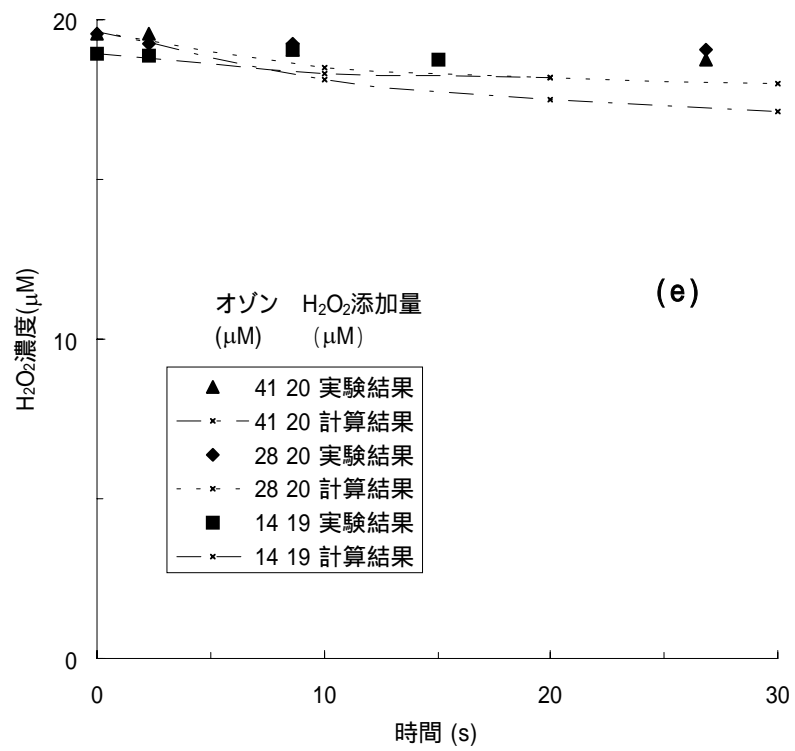 20
10
0
H₂O₂濃度(μM)
(e)
オゾン H₂O₂添加量
(μM) (μM)
41 20 実験結果
41 20 計算結果
28 20 実験結果
28 20 計算結果
14 19 実験結果
14 19 計算結果
0 10 20 30
時間 (s)